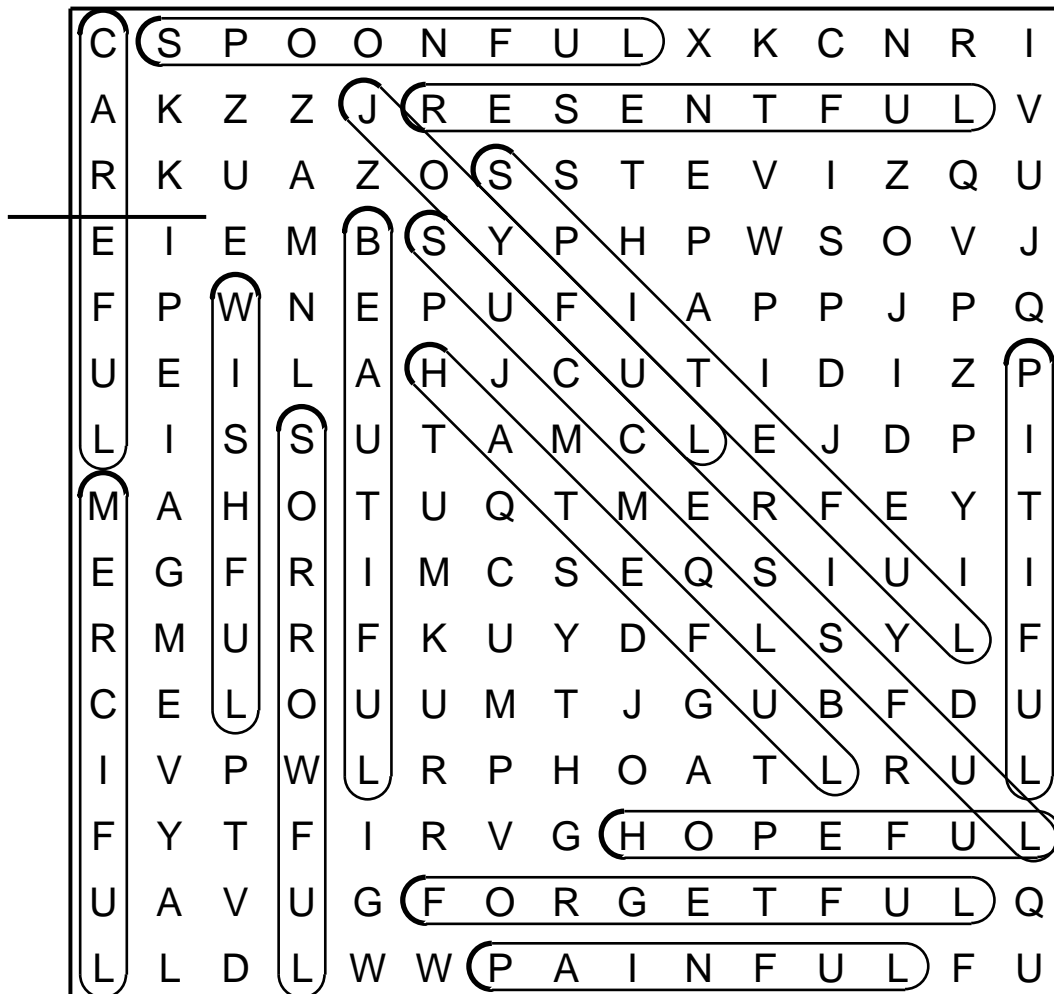 C S P O O N F U L X K C N R I
A K Z Z J R E S E N T F U L V
R K U A Z O S S T E V I Z Q U
E I E M B S Y P H P W S O V J
F P W N E P U F I A P P J P Q
U E I L A H J C U T I D I Z P
L I S S U T A M C L E J D P I
M A H O T U Q T M E R F E Y T
E G F R I M C S E Q S I U I I
R M U R F K U Y D F L S Y L F
C E L O U U M T J G U B F D U
I V P W L R P H O A T L R U L
F Y T F I R V G H O P E F U L
U A V U G F O R G E T F U L Q
L L D L W W P A I N F U L F U